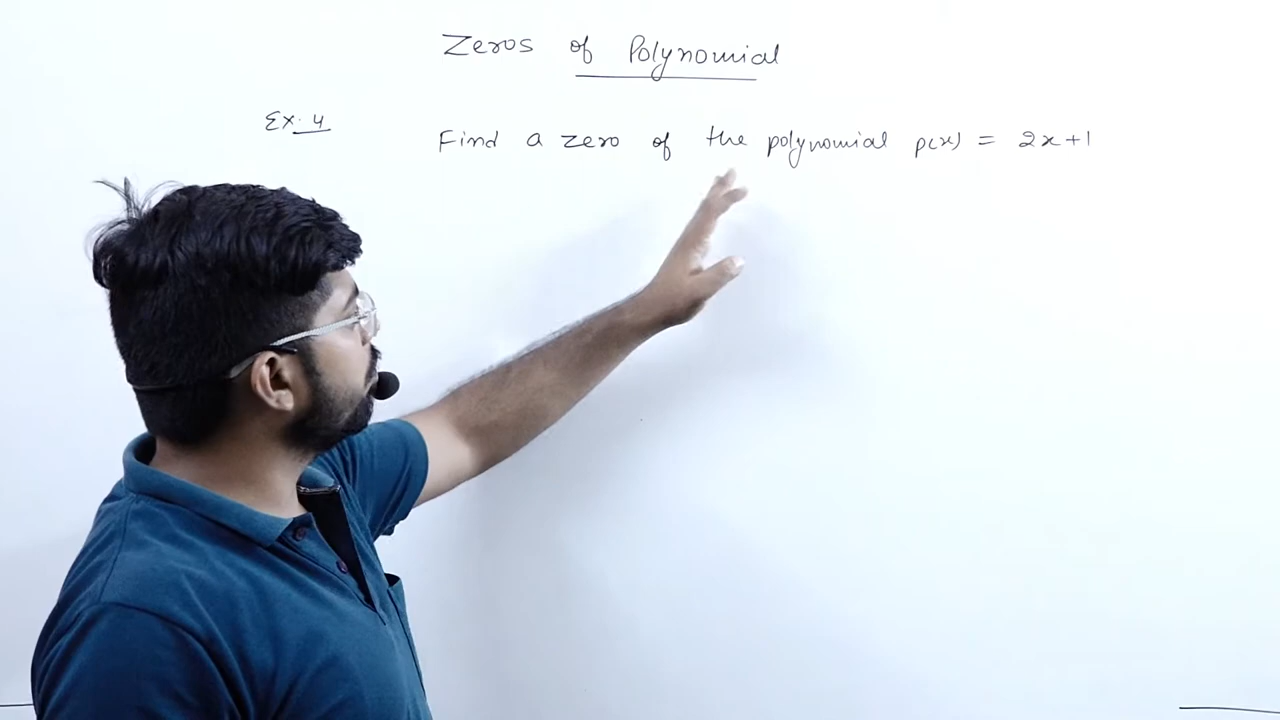 Zeros of Polynomial
Ex. 4
Find a zero of the polynomial p(x) = 2x+1